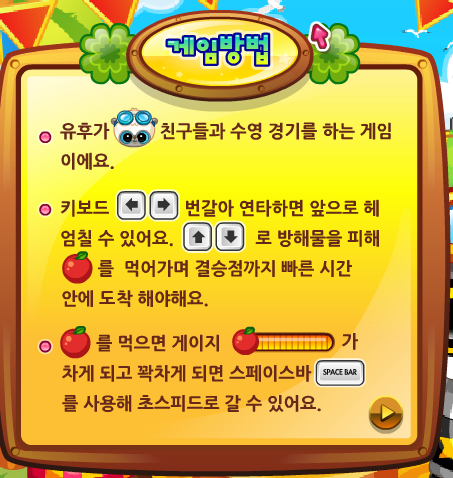 게임방법
유후가 친구들과 수영 경기를 하는 게임
이에요.
키보드 번갈아 연타하면 앞으로 헤
엄칠 수 있어요. 로 방해물을 피해
를 먹어가며 결승점까지 빠른 시간
안에 도착 해야해요.
를 먹으면 게이지 가
차게 되고 꽉차게 되면 스페이스바 SPACE BAR
를 사용해 초스피드로 갈 수 있어요.